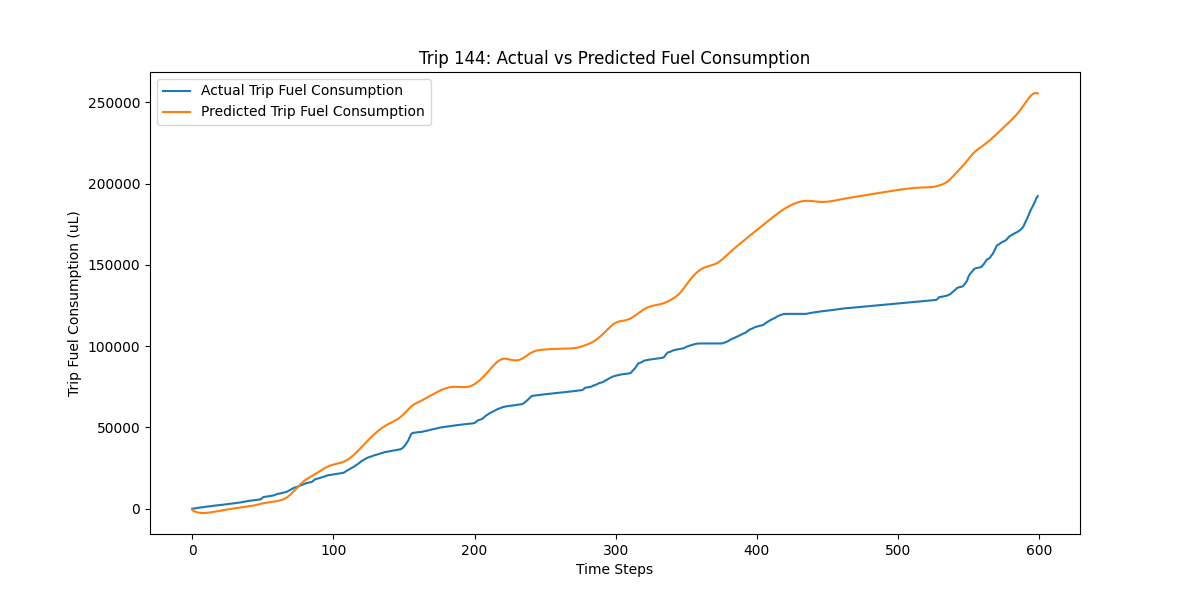 Trip 144: Actual vs Predicted Fuel Consumption
Actual Trip Fuel Consumption
Predicted Trip Fuel Consumption
250000
200000
150000
100000
50000
0
Trip Fuel Consumption (uL)
0 100 200 300 400 500 600
Time Steps